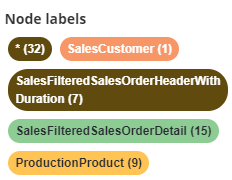 Node labels
* (32) SalesCustomer (1)
SalesFilteredSalesOrderHeaderWith
Duration (7)
SalesFilteredSalesOrderDetail (15)
ProductionProduct (9)